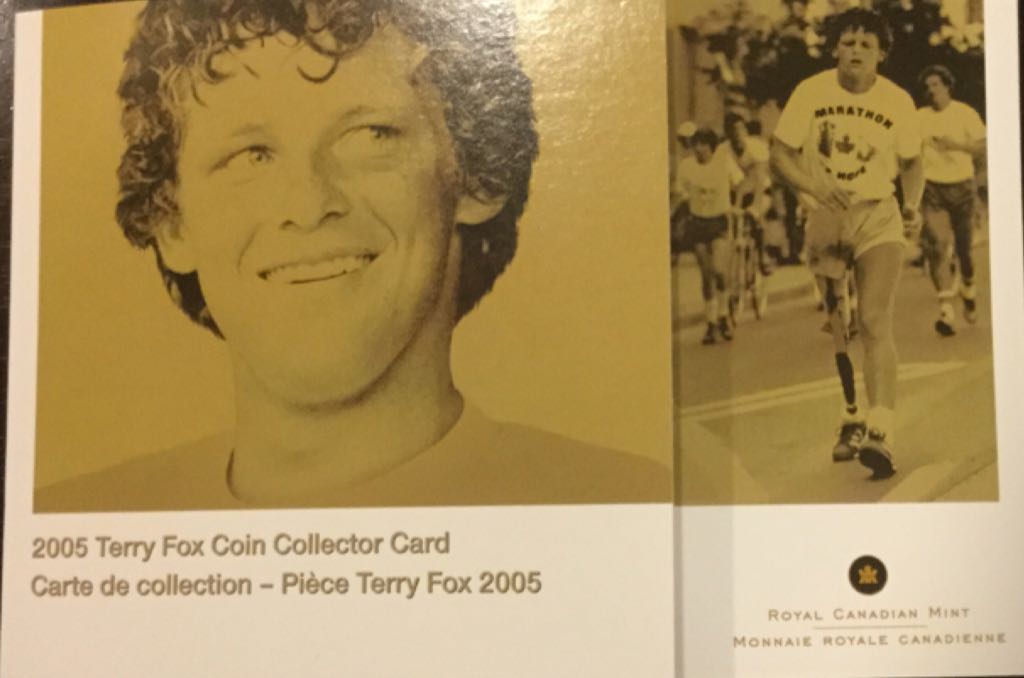 MARATHON
HOPE
2005 Terry Fox Coin Collector Card
Carte de collection – Pièce Terry Fox 2005
ROYAL CANADIAN MINT
MONNAIE ROYALE CANADIENNE